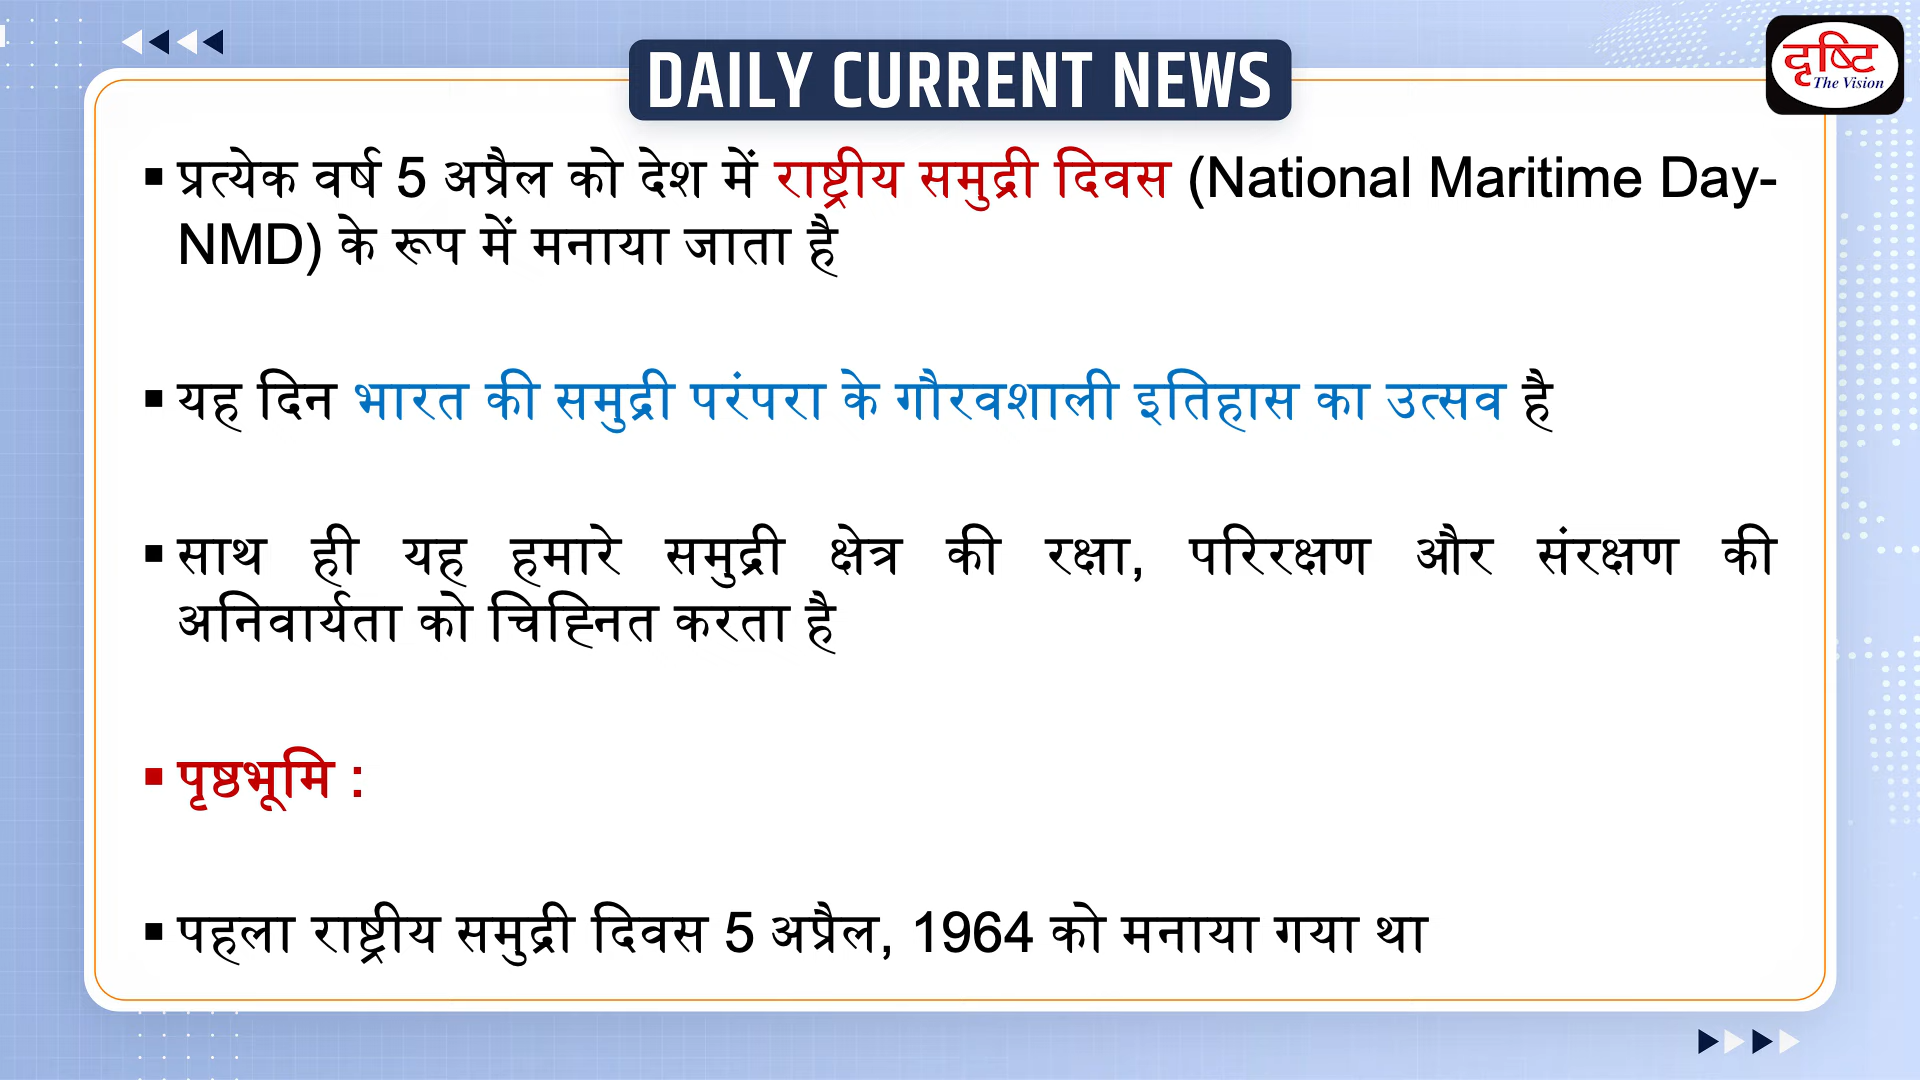 DAILY CURRENT NEWS
दृष्टि
The Vision
▪ प्रत्येक वर्ष 5 अप्रैल को देश में राष्ट्रीय समुद्री दिवस (National Maritime Day-
NMD) के रूप में मनाया जाता है
▪ यह दिन भारत की समुद्री परंपरा के गौरवशाली इतिहास का उत्सव है
▪ साथ ही यह हमारे समुद्री क्षेत्र की रक्षा, परिरक्षण और संरक्षण की
अनिवार्यता को चिह्नित करता है
▪ पृष्ठभूमि :
▪ पहला राष्ट्रीय समुद्री दिवस 5 अप्रैल, 1964 को मनाया गया था